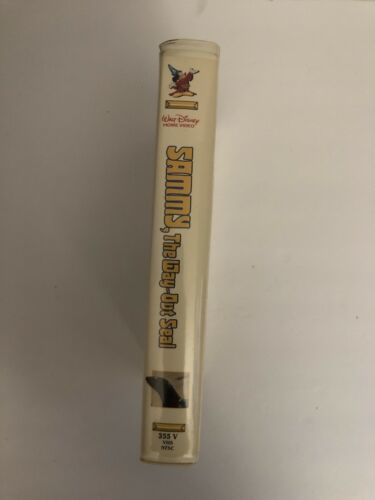 Walt Disney
HOME VIDEO
SAMMY, The Way-Out Seal
355 V
VHS
NTSC